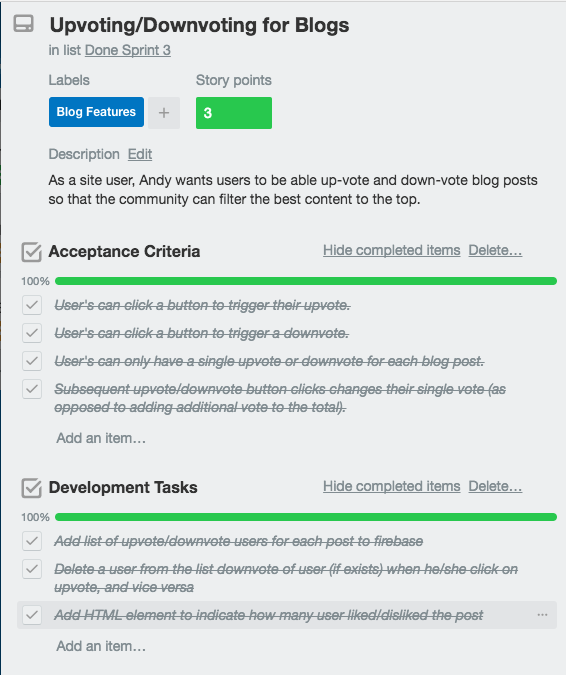 Upvoting/Downvoting for Blogs
in list Done Sprint 3
Labels Story points
Blog Features + 3
Description Edit
As a site user, Andy wants users to be able up-vote and down-vote blog posts
so that the community can filter the best content to the top.
Acceptance Criteria Hide completed items Delete…
100%
User's can click a button to trigger their upvote.
User's can click a button to trigger a downvote.
User's can only have a single upvote or downvote for each blog post.
Subsequent upvote/downvote button clicks changes their single vote (as
opposed to adding additional vote to the total).
Add an item…
Development Tasks Hide completed items Delete…
100%
Add list of upvote/downvote users for each post to firebase
Delete a user from the list downvote of user (if exists) when he/she click on
upvote, and vice versa
Add HTML element to indicate how many user liked/disliked the post
Add an item…